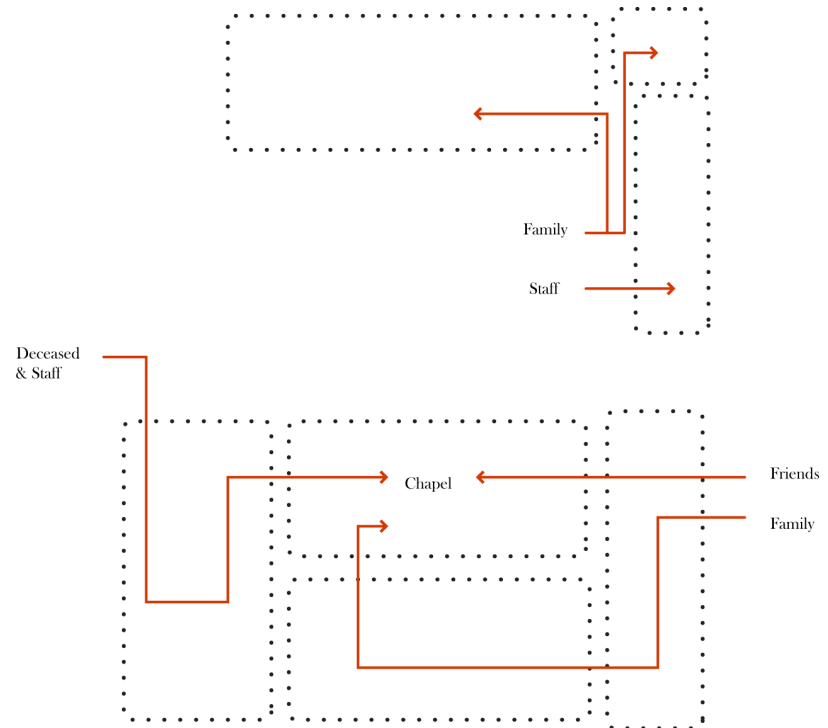 Family
Staff
Deceased
& Staff
Chapel
Friends
Family